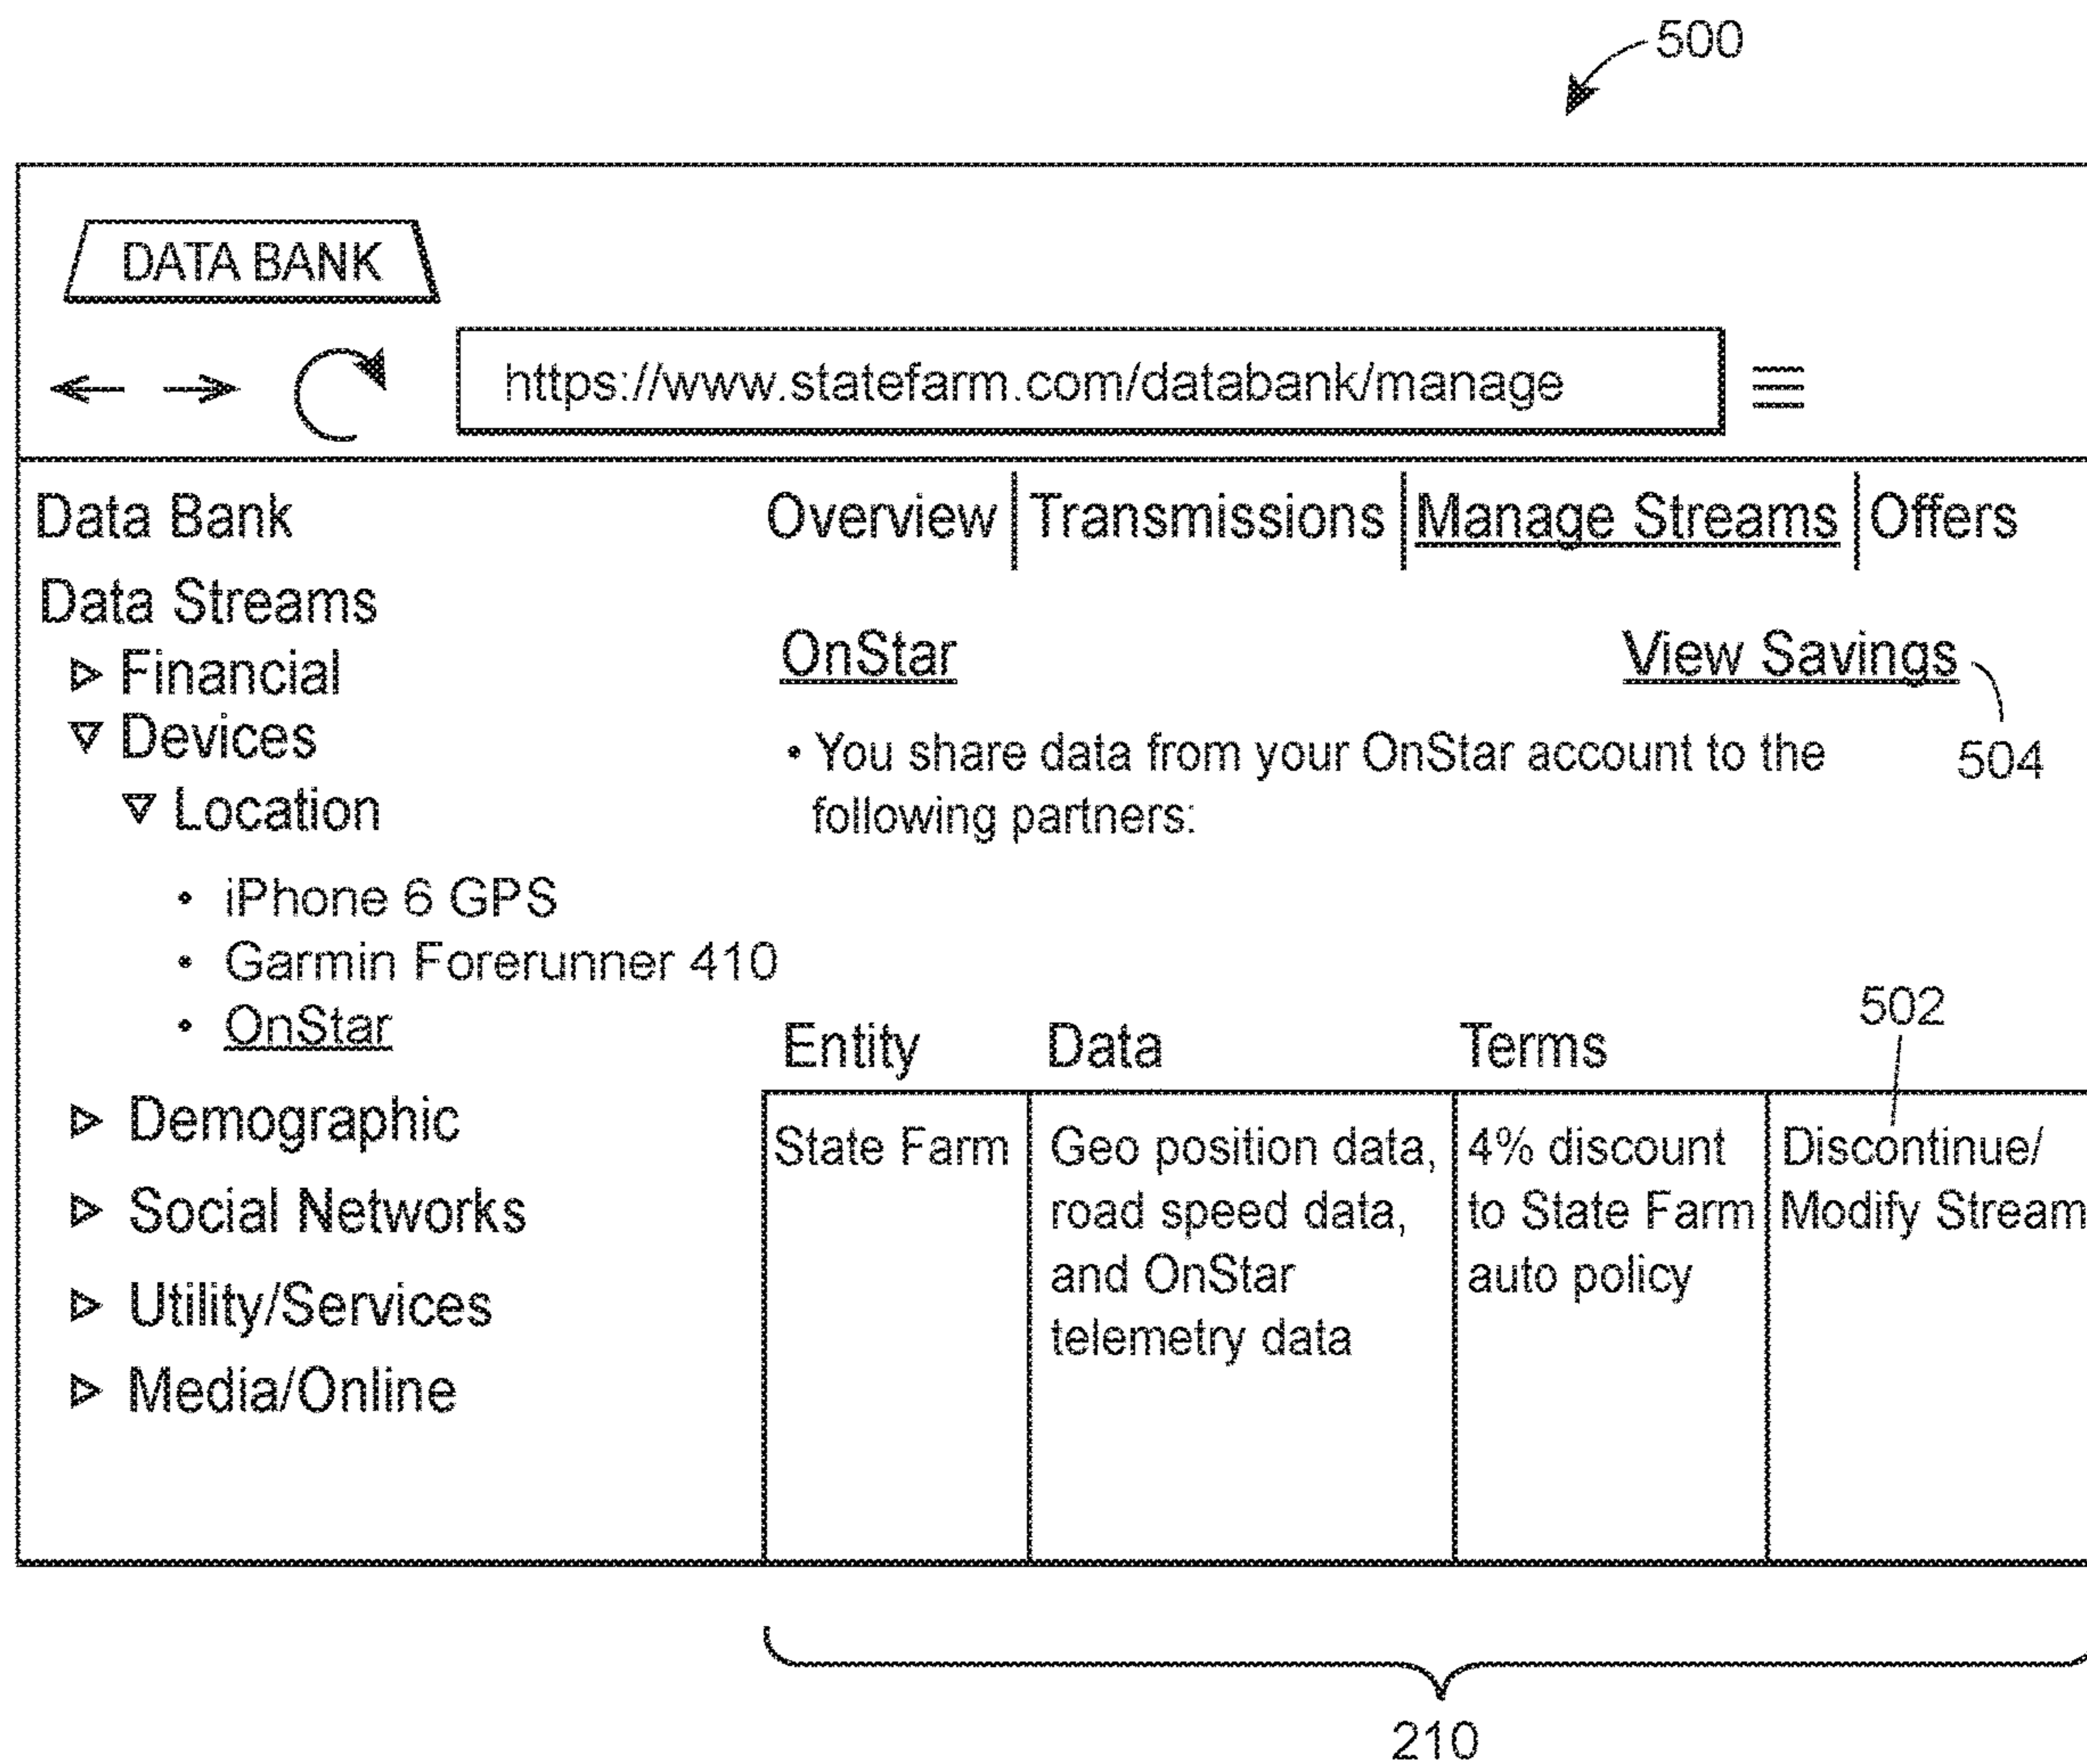 500
DATA BANK
https://www.statefarm.com/databank/manage
Data Bank
Overview | Transmissions | Manage Streams | Offers
Data Streams
Financial
Devices
Location
• iPhone 6 GPS
• Garmin Forerunner 410
• OnStar
Demographic
Social Networks
Utility/Services
Media/Online
OnStar
View Savings
504
• You share data from your OnStar account to the
following partners:
502
Entity
Data
Terms
State Farm
Geo position data,
road speed data,
and OnStar
telemetry data
4% discount
to State Farm
auto policy
Discontinue/
Modify Stream
210